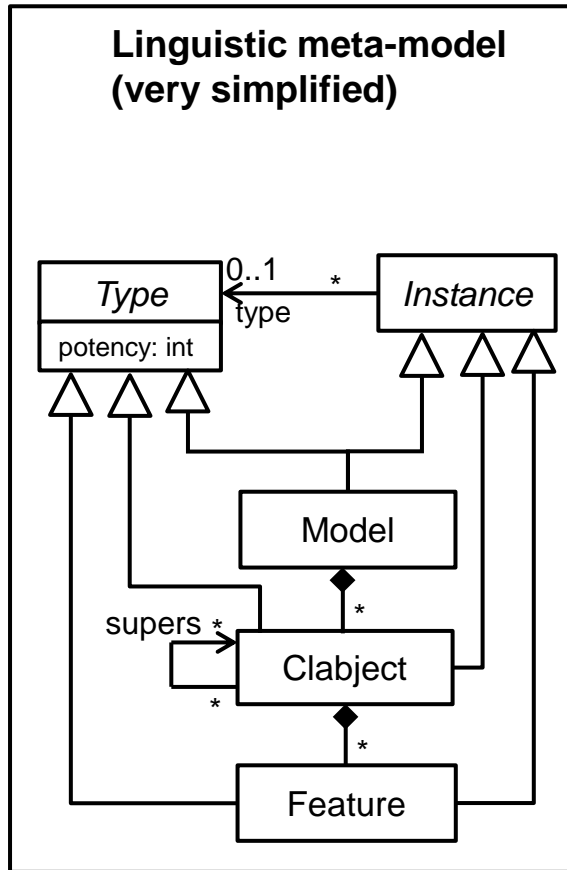 Linguistic meta-model
(very simplified)
0..1
*
Type
Instance
type
potency: int
Model
*
supers *
Clabject
*
*
Feature